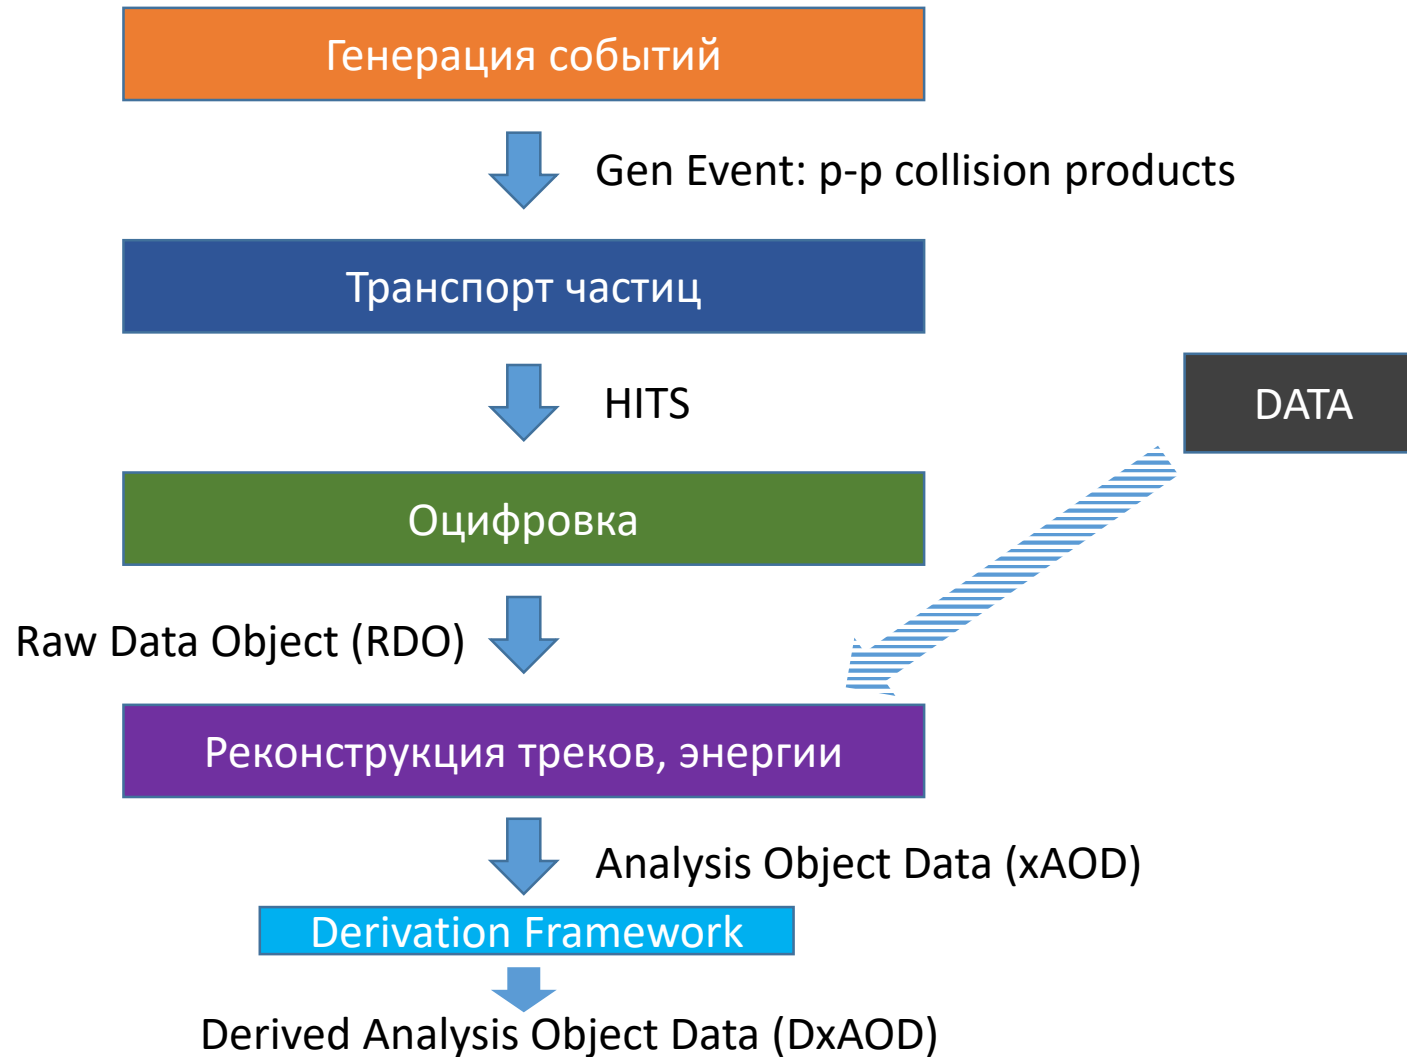 Генерация событий
Gen Event: p-p collision products
Транспорт частиц
HITS
DATA
Оцифровка
Raw Data Object (RDO)
Реконструкция треков, энергии
Analysis Object Data (xAOD)
Derivation Framework
Derived Analysis Object Data (DxAOD)